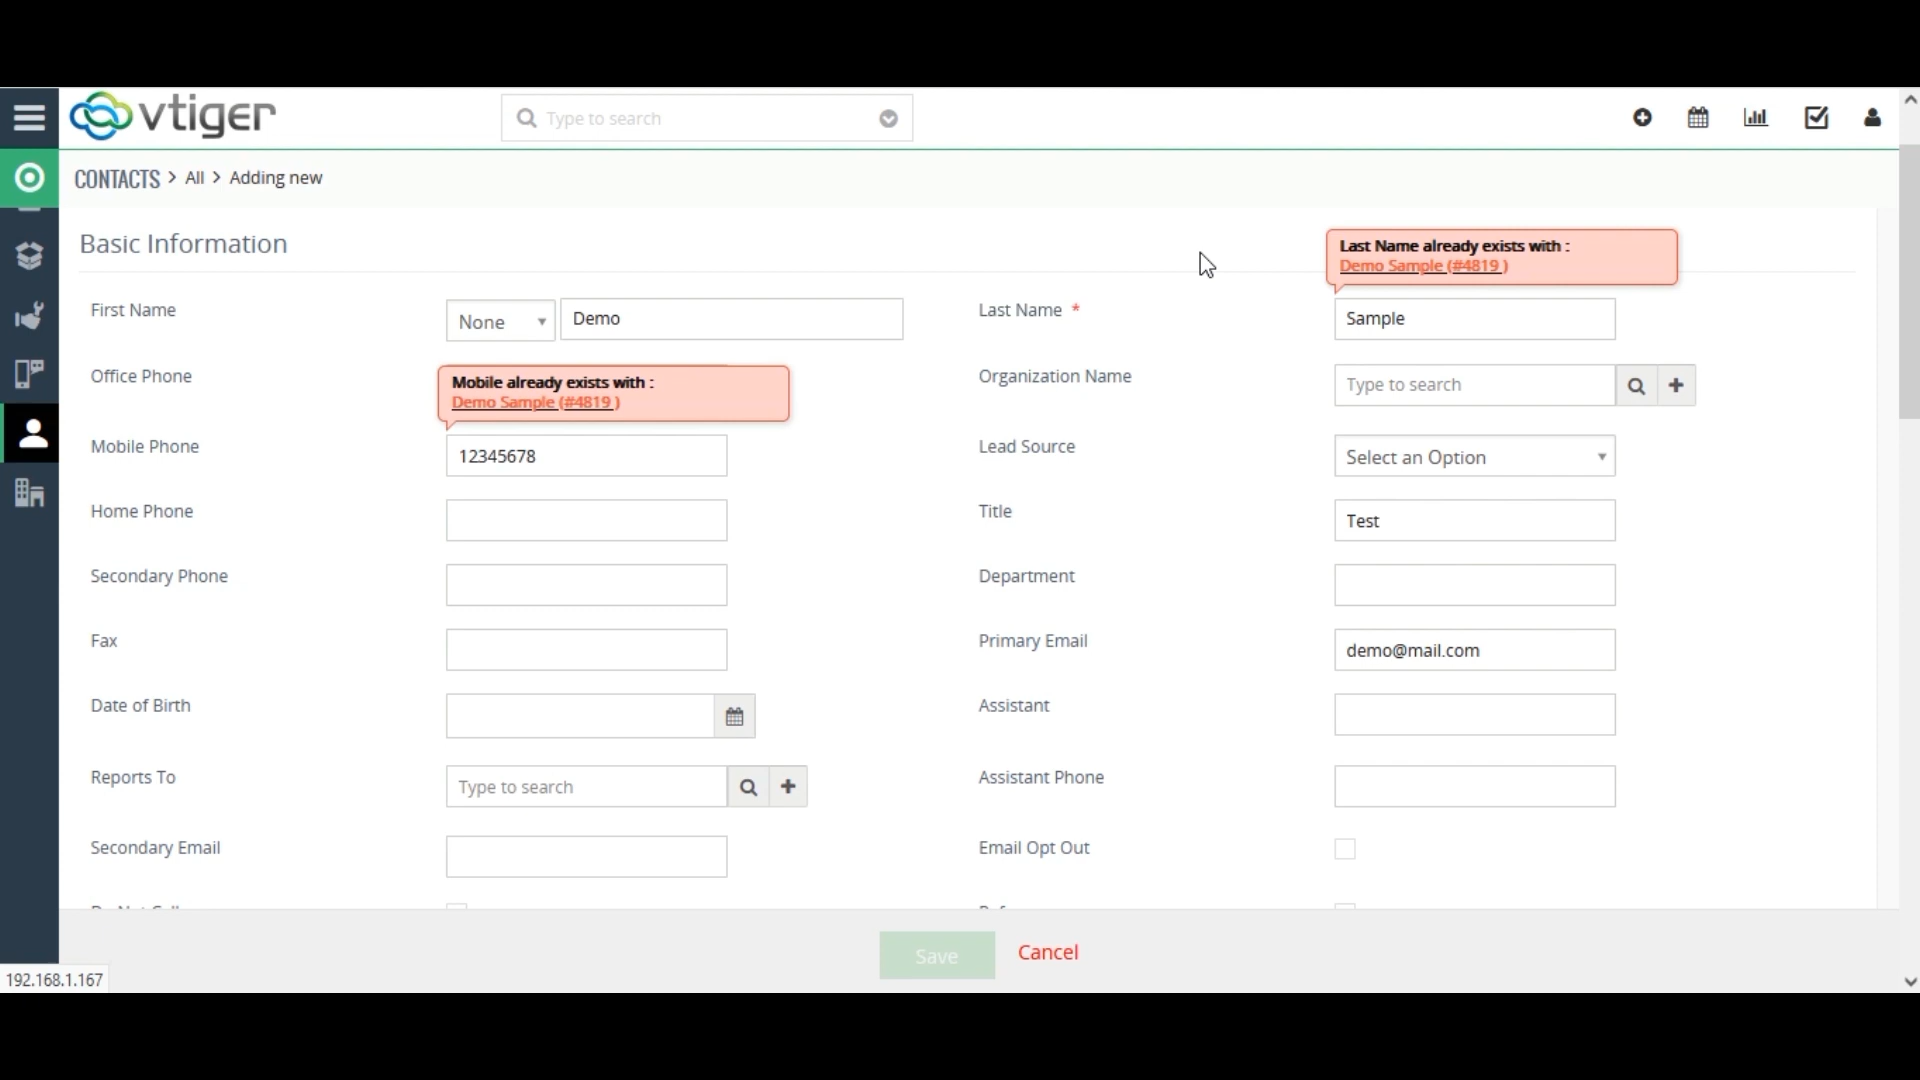 vtiger
Type to search
CONTACTS > All > Adding new
Basic Information
Last Name already exists with :
Demo Sample (#4819 )
First Name
None
Demo
Last Name *
Sample
Office Phone
Mobile already exists with :
Demo Sample (#4819 )
Organization Name
Type to search
Mobile Phone
12345678
Lead Source
Select an Option
Home Phone
Title
Test
Secondary Phone
Department
Fax
Primary Email
demo@mail.com
Date of Birth
Assistant
Reports To
Type to search
Assistant Phone
Secondary Email
Email Opt Out
Save
Cancel
192.168.1.167